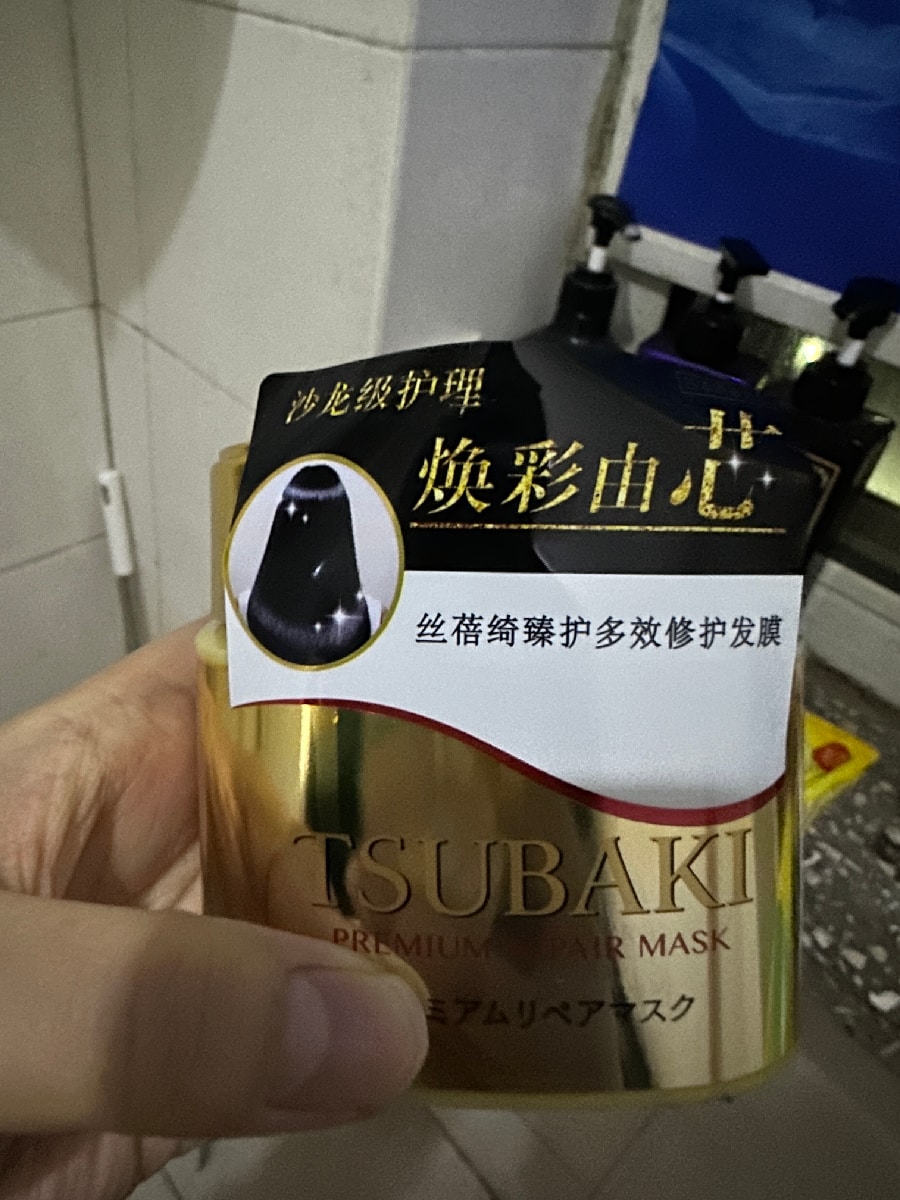 沙龙级护理
焕彩由芯
丝蓓绮臻护多效修护发膜
TSUBAKI
PREMIUM REPAIR MASK
ミアムリペアマスク